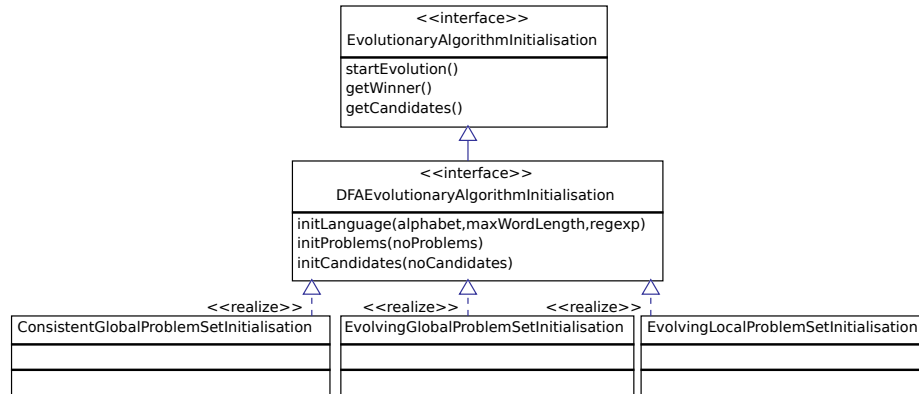 <<interface>>
EvolutionaryAlgorithmInitialisation
startEvolution()
getWinner()
getCandidates()
<<interface>>
DFAEvolutionaryAlgorithmInitialisation
initLanguage(alphabet,maxWordLength,regexp)
initProblems(noProblems)
initCandidates(noCandidates)
<<realize>> <<realize>> <<realize>>
ConsistentGlobalProblemSetInitialisation EvolvingGlobalProblemSetInitialisation EvolvingLocalProblemSetInitialisation